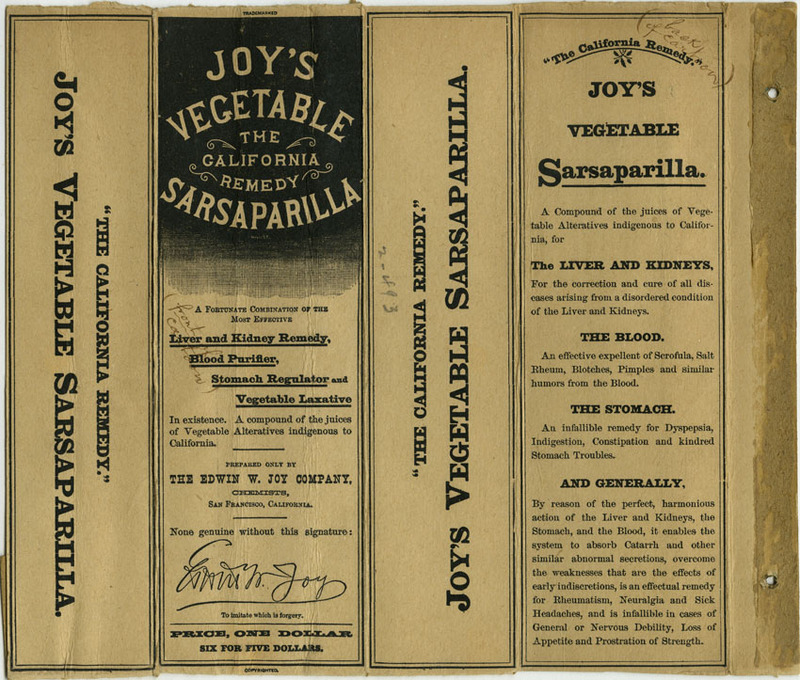 JOY'S VEGETABLE SARSAPARILLA.
"THE CALIFORNIA REMEDY."
TRADEMARKED
JOY'S
VEGETABLE
THE
CALIFORNIA
REMEDY
SARSAPARILLA
A FORTUNATE COMBINATION OF THE
MOST EFFECTIVE
Liver and Kidney Remedy,
Blood Purifier,
Stomach Regulator and
Vegetable Laxative
In existence. A compound of the juices
of Vegetable Alteratives indigenous to
California.
PREPARED ONLY BY
THE EDWIN W. JOY COMPANY,
CHEMISTS,
SAN FRANCISCO, CALIFORNIA.
None genuine without this signature:
Edwin W. Joy
To imitate which is forgery.
PRICE, ONE DOLLAR
SIX FOR FIVE DOLLARS.
COPYRIGHTED.
"THE CALIFORNIA REMEDY."
JOY'S VEGETABLE SARSAPARILLA.
(back of carton)
"The California Remedy."
JOY'S
VEGETABLE
Sarsaparilla.
A Compound of the juices of Vege-
table Alteratives indigenous to Califor-
nia, for
The LIVER AND KIDNEYS,
For the correction and cure of all dis-
eases arising from a disordered condition
of the Liver and Kidneys.
THE BLOOD.
An effective expellent of Scrofula, Salt
Rheum, Blotches, Pimples and similar
humors from the Blood.
THE STOMACH.
An infallible remedy for Dyspepsia,
Indigestion, Constipation and kindred
Stomach Troubles.
AND GENERALLY,
By reason of the perfect, harmonious
action of the Liver and Kidneys, the
Stomach, and the Blood, it enables the
system to absorb Catarrh and other
similar abnormal secretions, overcome
the weaknesses that are the effects of
early indiscretions, is an effectual remedy
for Rheumatism, Neuralgia and Sick
Headaches, and is infallible in cases of
General or Nervous Debility, Loss of
Appetite and Prostration of Strength.